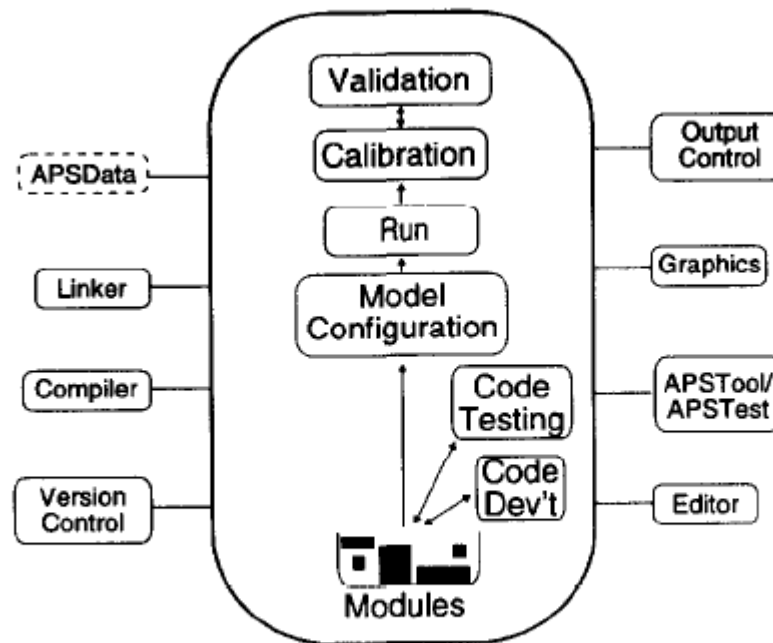 Validation
Calibration
Run
Model
Configuration
Code
Testing
Code
Dev't
Modules
APSData
Linker
Compiler
Version
Control
Output
Control
Graphics
APSTool/
APSTest
Editor